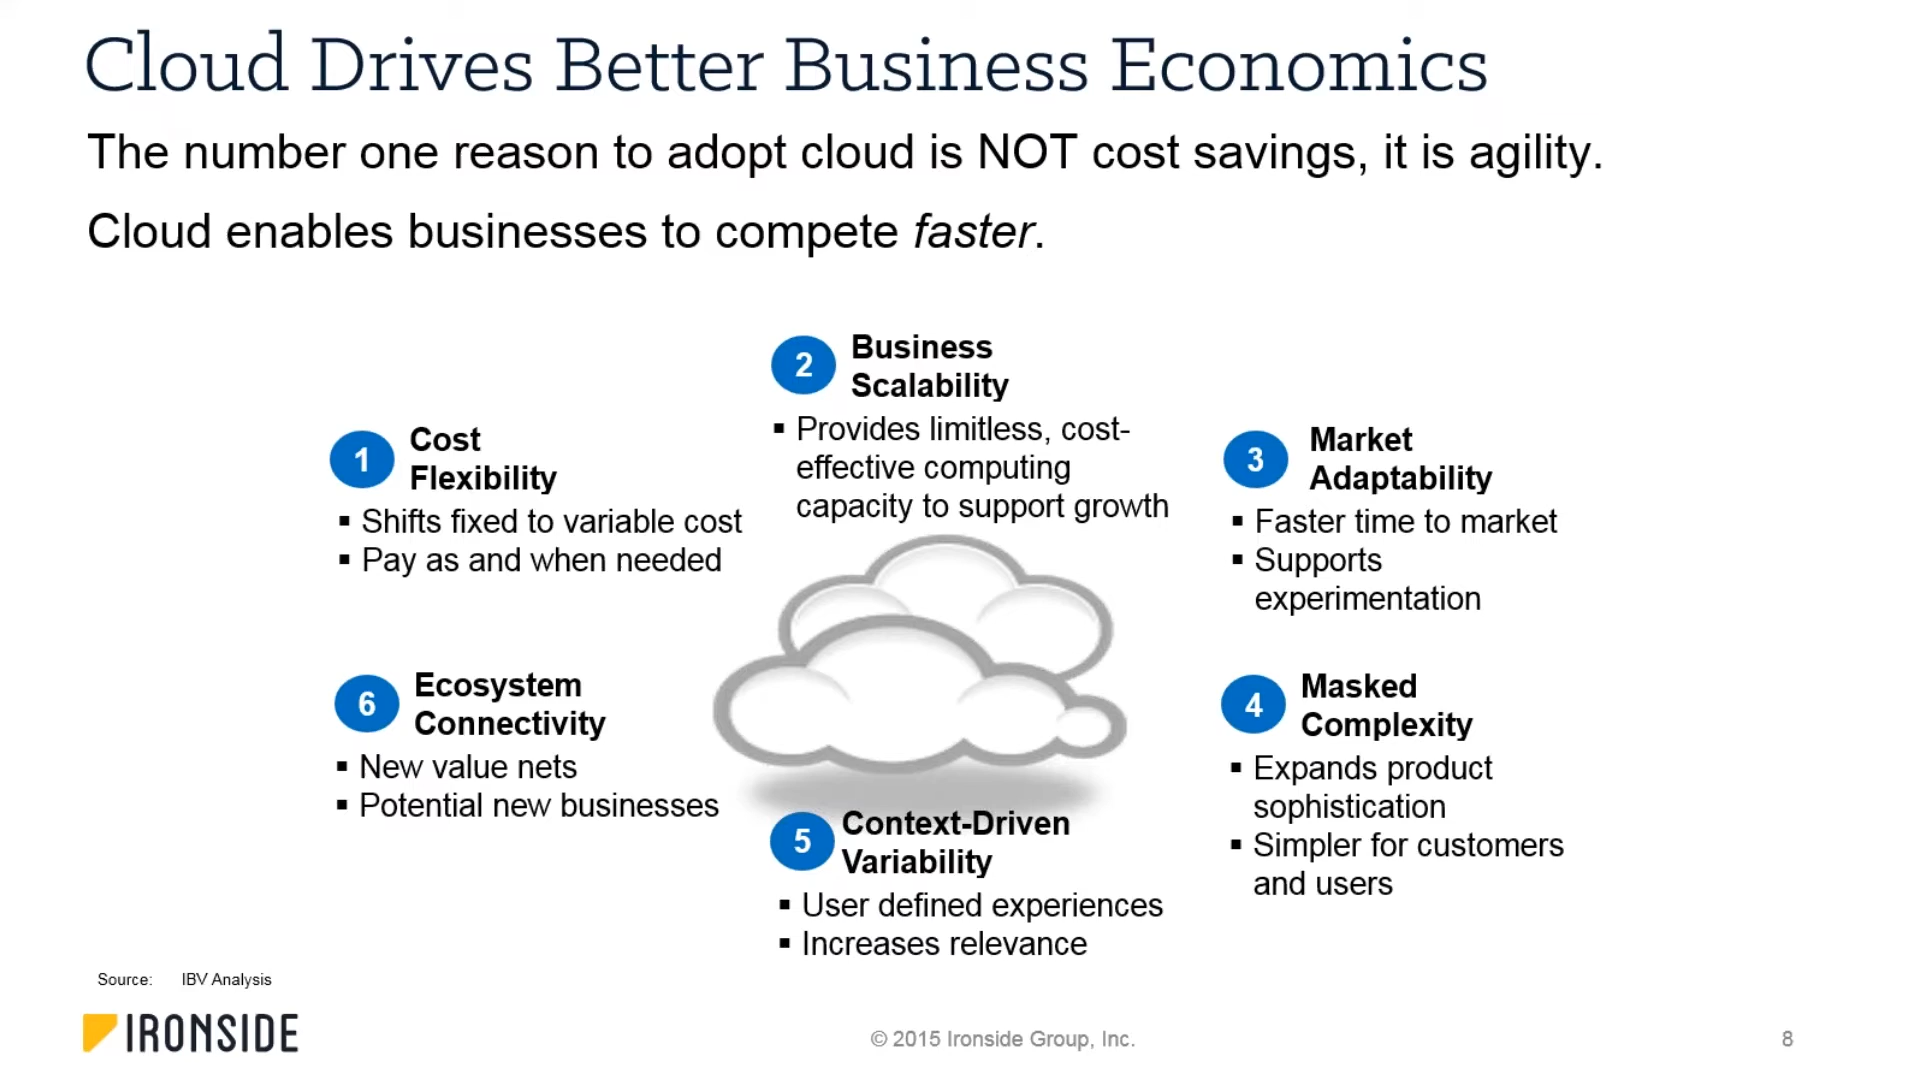 Cloud Drives Better Business Economics
The number one reason to adopt cloud is NOT cost savings, it is agility.
Cloud enables businesses to compete faster.
1
Cost
Flexibility
▪ Shifts fixed to variable cost
▪ Pay as and when needed
2
Business
Scalability
▪ Provides limitless, cost-
effective computing
capacity to support growth
3
Market
Adaptability
▪ Faster time to market
▪ Supports
experimentation
4
Masked
Complexity
▪ Expands product
sophistication
▪ Simpler for customers
and users
5
Context-Driven
Variability
▪ User defined experiences
▪ Increases relevance
6
Ecosystem
Connectivity
▪ New value nets
▪ Potential new businesses
Source: IBV Analysis
IRONSIDE
© 2015 Ironside Group, Inc.
8